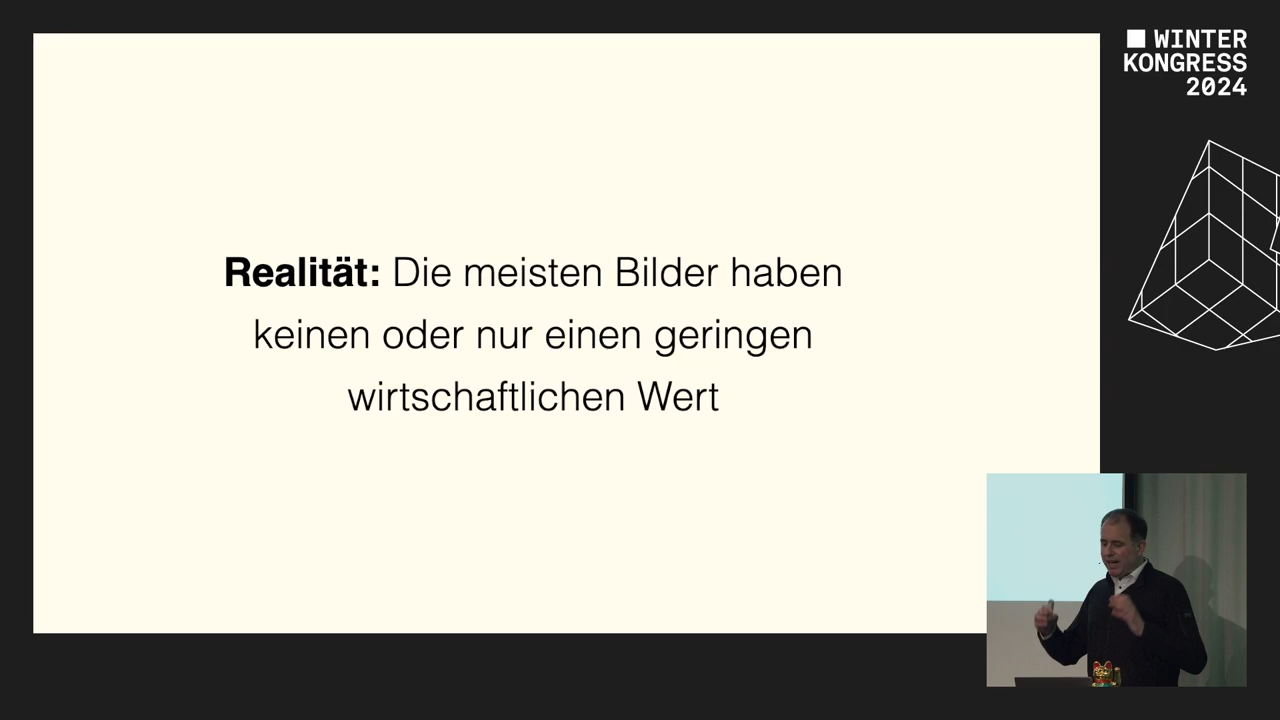 WINTER
KONGRESS
2024
Realität: Die meisten Bilder haben
keinen oder nur einen geringen
wirtschaftlichen Wert